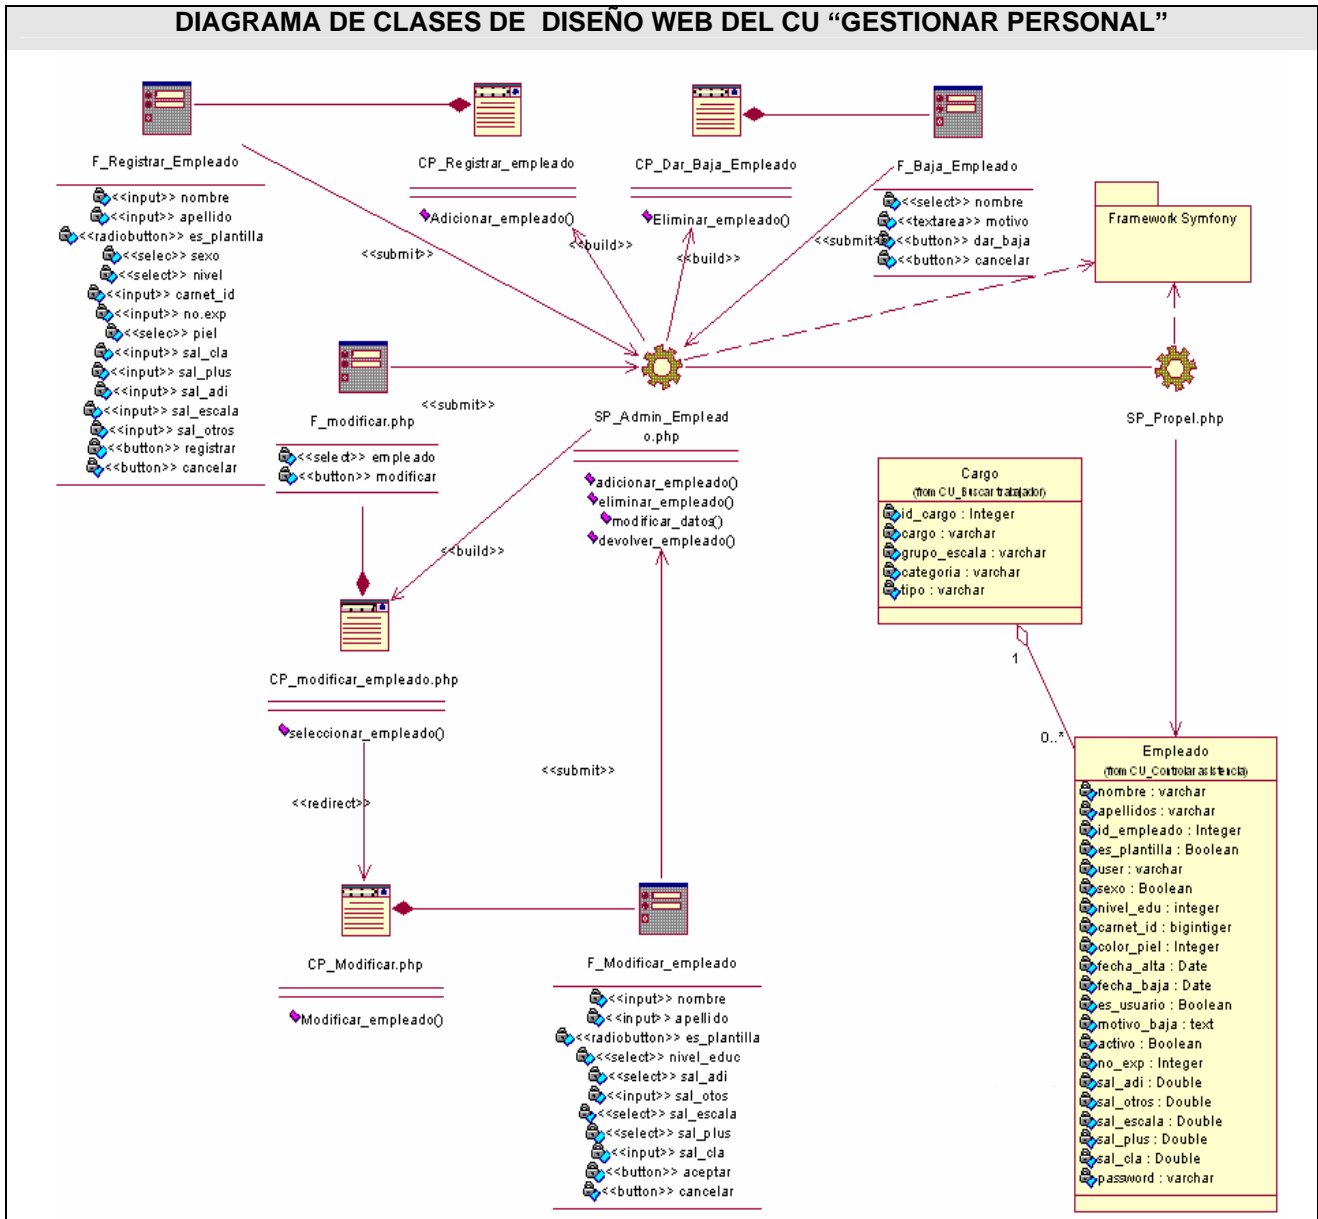 DIAGRAMA DE CLASES DE DISEÑO WEB DEL CU “GESTIONAR PERSONAL”
F_Registrar_Empleado
<<input>> nombre
<<input>> apellido
<<radiobutton>> es_plantilla
<<selec>> sexo
<<select>> nivel
<<input>> carnet_id
<<input>> no.exp
<<selec>> piel
<<input>> sal_cla
<<input>> sal_plus
<<input>> sal_adi
<<input>> sal_escala
<<input>> sal_otros
<<button>> registrar
<<button>> cancelar
CP_Registrar_empleado
Adicionar_empleado()
CP_Dar_Baja_Empleado
Eliminar_empleado()
F_Baja_Empleado
<<select>> nombre
<<textarea>> motivo
<<button>> dar_baja
<<button>> cancelar
Framework Symfony
<<submit>>
<<build>>
<<build>>
<<submit>>
F_modificar.php
<<select>> empleado
<<button>> modificar
<<submit>>
SP_Admin_Emplead
o.php
adicionar_empleado()
eliminar_empleado()
modificar_datos()
devolver_empleado()
SP_Propel.php
Cargo
(from CU_Buscar trabajador)
id_cargo : Integer
cargo : varchar
grupo_escala : varchar
categoria : varchar
tipo : varchar
1
0..*
<<build>>
CP_modificar_empleado.php
seleccionar_empleado()
<<redirect>>
<<submit>>
CP_Modificar.php
Modificar_empleado()
F_Modificar_empleado
<<input>> nombre
<<input>> apellido
<<radiobutton>> es_plantilla
<<select>> nivel_educ
<<select>> sal_adi
<<input>> sal_otos
<<select>> sal_escala
<<select>> sal_plus
<<input>> sal_cla
<<button>> aceptar
<<button>> cancelar
Empleado
(from CU_Controlar asistencia)
nombre : varchar
apellidos : varchar
id_empleado : Integer
es_plantilla : Boolean
user : varchar
sexo : Boolean
nivel_edu : integer
carnet_id : bigintiger
color_piel : Integer
fecha_alta : Date
fecha_baja : Date
es_usuario : Boolean
motivo_baja : text
activo : Boolean
no_exp : Integer
sal_adi : Double
sal_otros : Double
sal_escala : Double
sal_plus : Double
sal_cla : Double
password : varchar